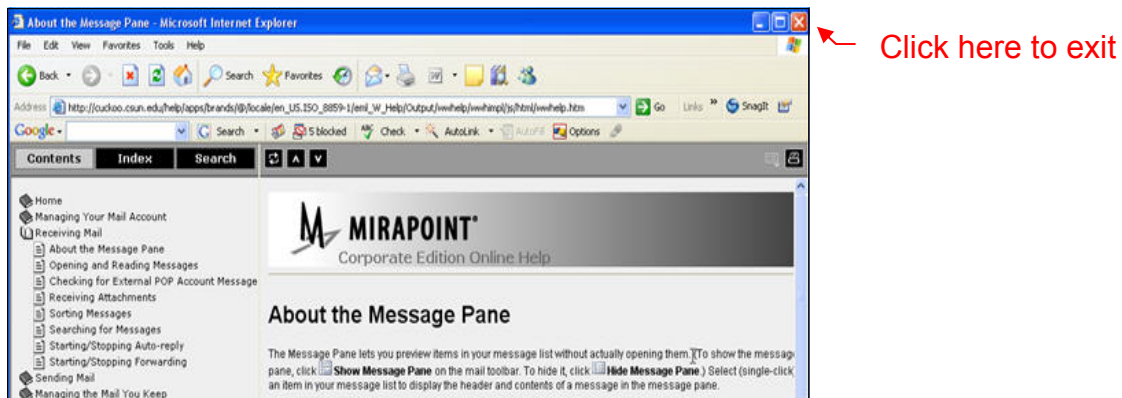 About the Message Pane - Microsoft Internet Explorer
Click here to exit
File Edit View Favorites Tools Help
Back Search Favorites
Address http://cuckoo.csun.edu/help/apps/brands/@/locale/en_US.ISO_8859-1/eml_W_Help/Output/wwhelp/wwhimpl/js/html/wwhelp.htm Go Links » SnagIt
Google Search 5 blocked Check AutoLink AutoFill Options
Contents Index Search
Home
Managing Your Mail Account
Receiving Mail
About the Message Pane
Opening and Reading Messages
Checking for External POP Account Message
Receiving Attachments
Sorting Messages
Searching for Messages
Starting/Stopping Auto-reply
Starting/Stopping Forwarding
Sending Mail
Managing the Mail You Keep
MIRAPOINT
Corporate Edition Online Help
About the Message Pane
The Message Pane lets you preview items in your message list without actually opening them. (To show the messag
pane, click Show Message Pane on the mail toolbar. To hide it, click Hide Message Pane.) Select (single-click
an item in your message list to display the header and contents of a message in the message pane.